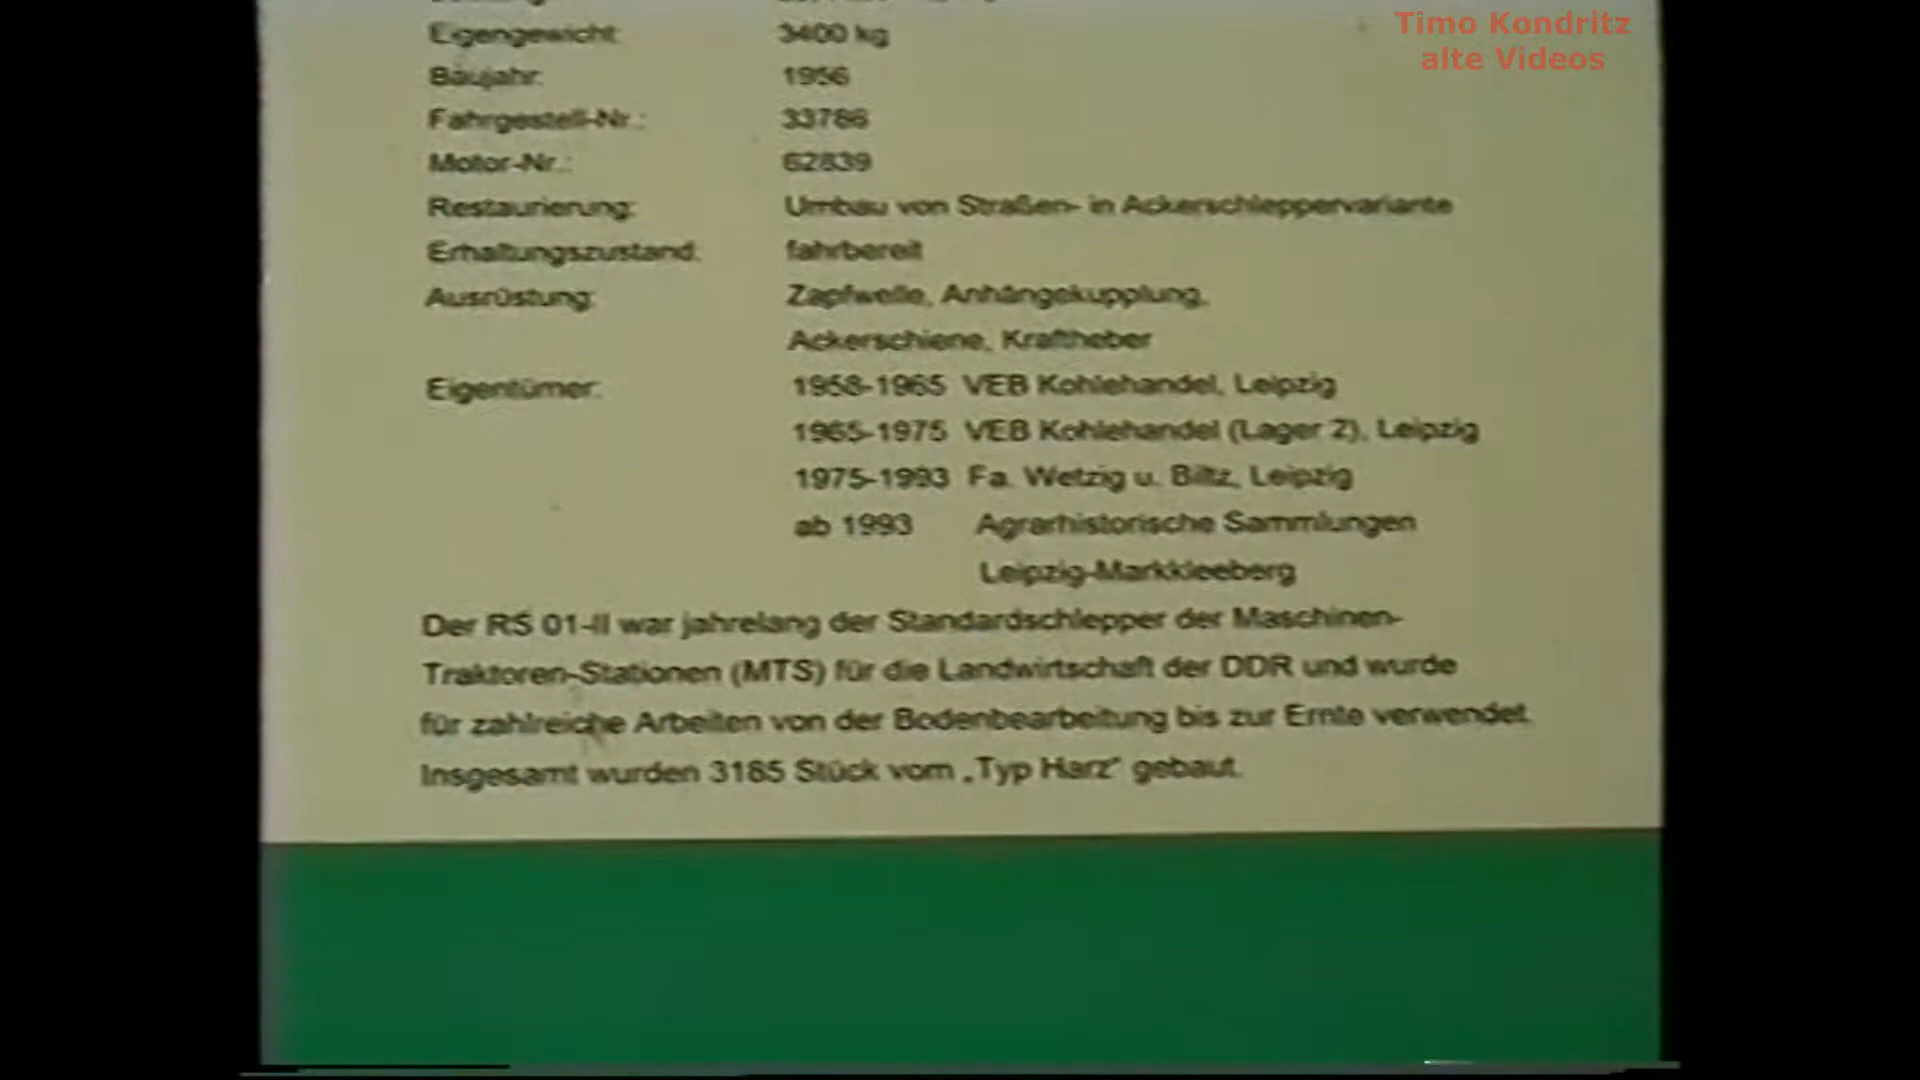 Timo Kondritz
alte Videos
Eigengewicht: 3400 kg
Baujahr: 1956
Fahrgestell-Nr.: 33786
Motor-Nr.: 62839
Restaurierung: Umbau von Straßen- in Ackerschleppervariante
Erhaltungszustand: fahrbereit
Ausrüstung: Zapfwelle, Anhängekupplung,
Ackerschiene, Kraftheber
Eigentümer: 1958-1965 VEB Kohlehandel, Leipzig
1965-1975 VEB Kohlehandel (Lager 2), Leipzig
1975-1993 Fa. Wetzig u. Biltz, Leipzig
ab 1993 Agrarhistorische Sammlungen
Leipzig-Markkleeberg
Der RS 01-II war jahrelang der Standardschlepper der Maschinen-
Traktoren-Stationen (MTS) für die Landwirtschaft der DDR und wurde
für zahlreiche Arbeiten von der Bodenbearbeitung bis zur Ernte verwendet.
Insgesamt wurden 3185 Stück vom „Typ Harz" gebaut.